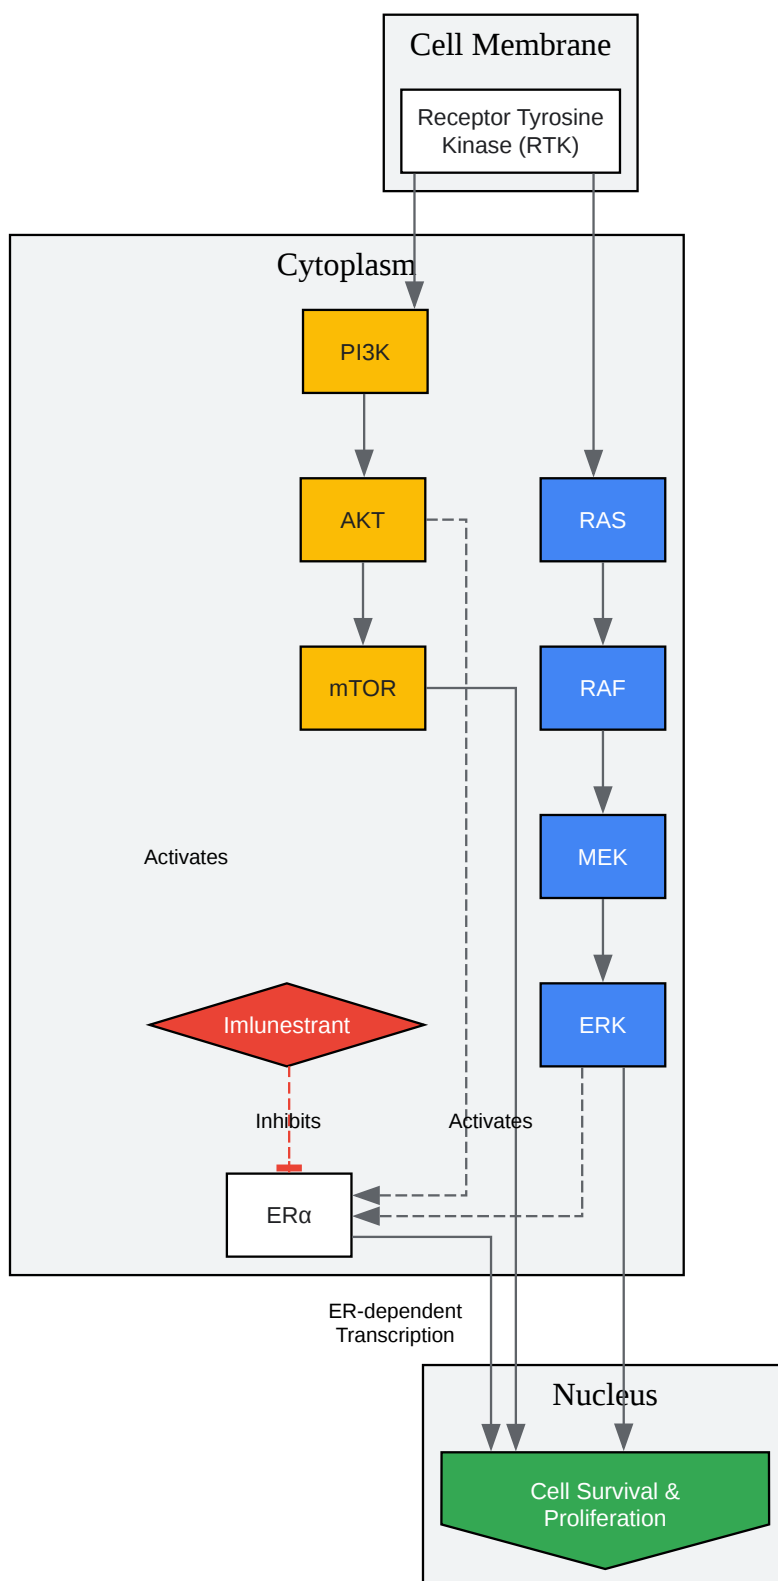 Cell Membrane
Receptor Tyrosine
Kinase (RTK)
Cytoplasm
PI3K
AKT
RAS
mTOR
RAF
Activates
MEK
Imlunestrant
ERK
Inhibits
Activates
ERα
ER-dependent
Transcription
Nucleus
Cell Survival &
Proliferation